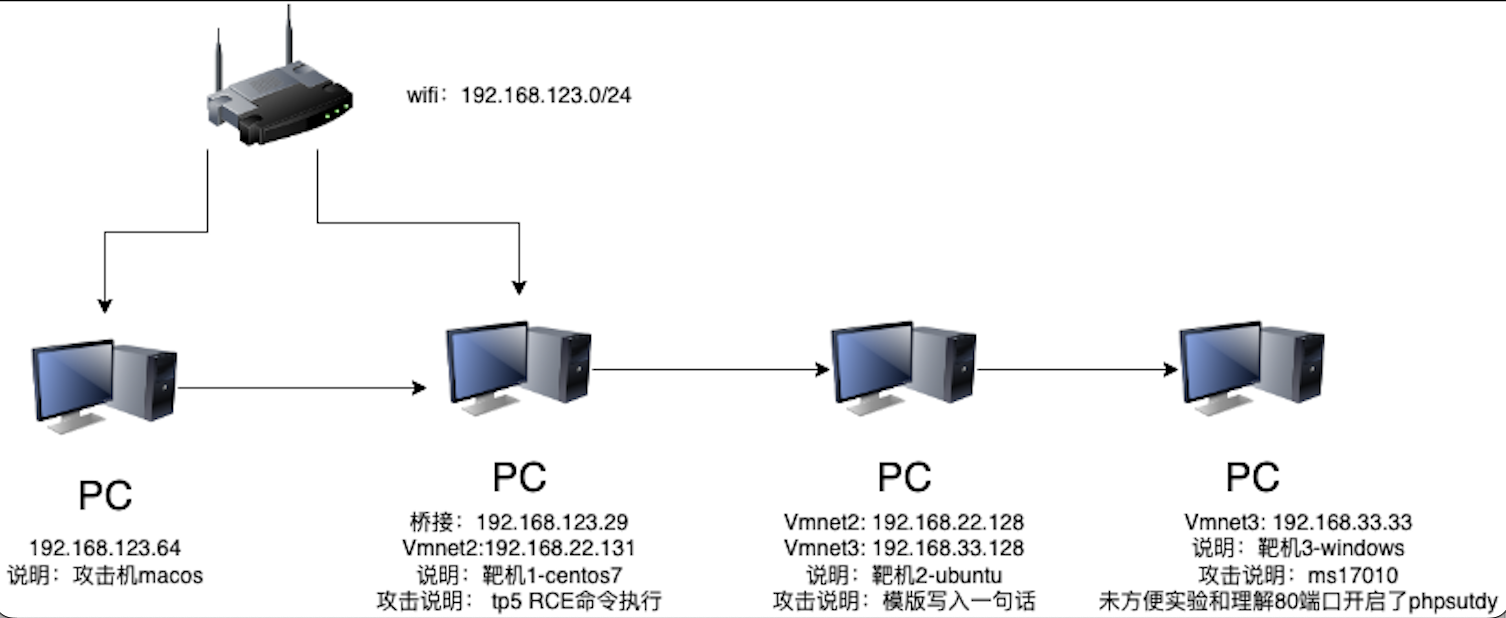 wifi：192.168.123.0/24
PC
192.168.123.64
说明：攻击机macos
PC
桥接：192.168.123.29
Vmnet2:192.168.22.131
说明：靶机1-centos7
攻击说明： tp5 RCE命令执行
PC
Vmnet2: 192.168.22.128
Vmnet3: 192.168.33.128
说明：靶机2-ubuntu
攻击说明：模版写入一句话
PC
Vmnet3: 192.168.33.33
说明：靶机3-windows
攻击说明：ms17010
未方便实验和理解80端口开启了phpsutdy